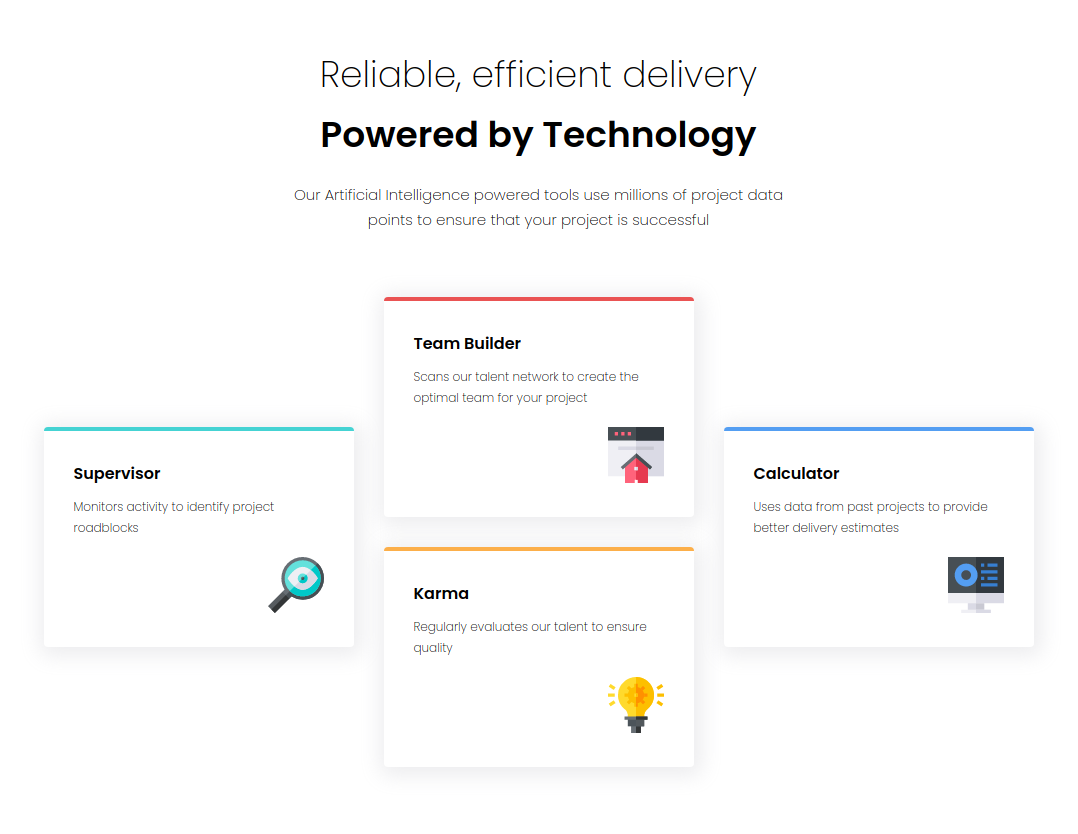 Reliable, efficient delivery
Powered by Technology
Our Artificial Intelligence powered tools use millions of project data
points to ensure that your project is successful
Supervisor
Monitors activity to identify project
roadblocks
Team Builder
Scans our talent network to create the
optimal team for your project
Karma
Regularly evaluates our talent to ensure
quality
Calculator
Uses data from past projects to provide
better delivery estimates